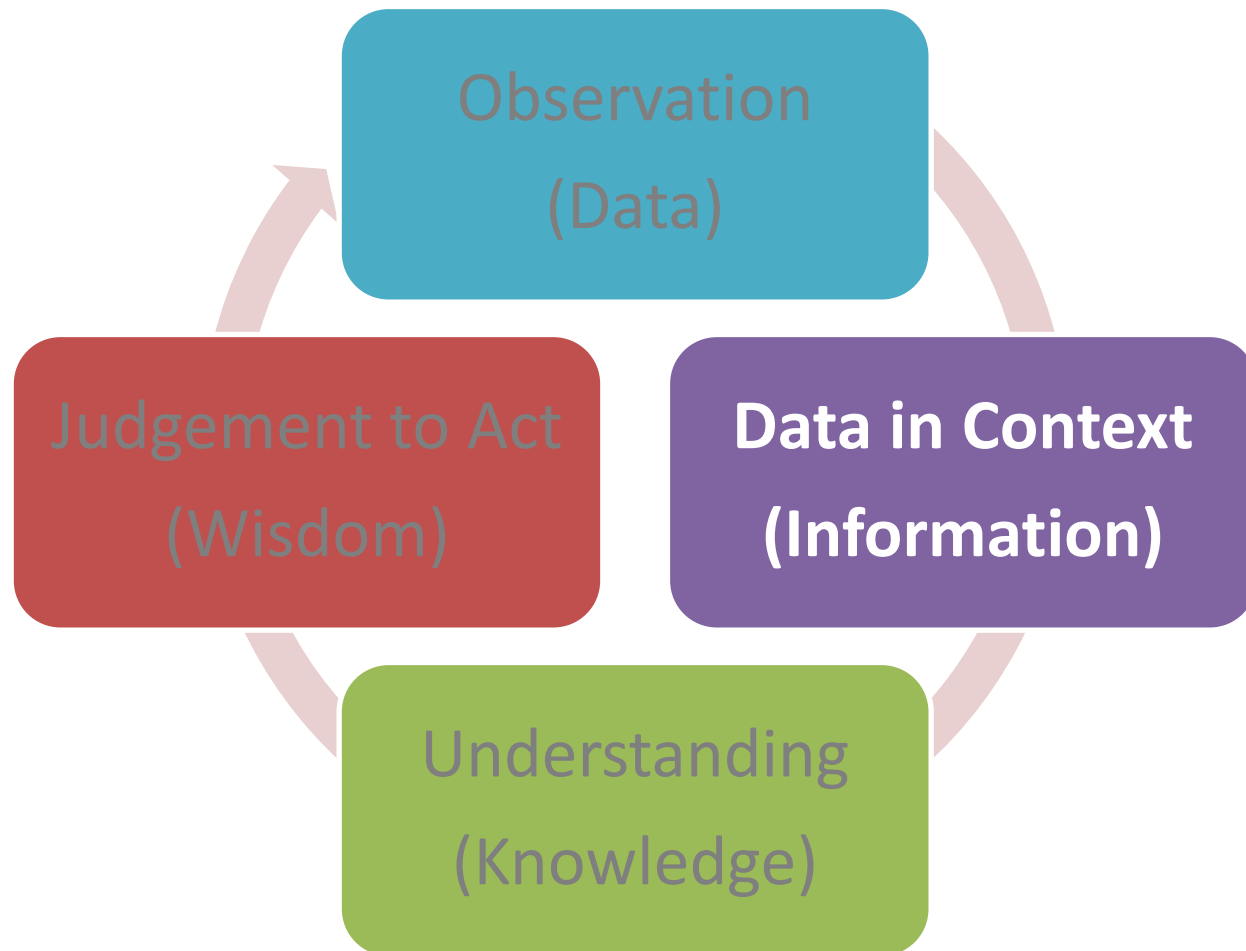 Observation
(Data)
Judgement to Act
(Wisdom)
Data in Context
(Information)
Understanding
(Knowledge)